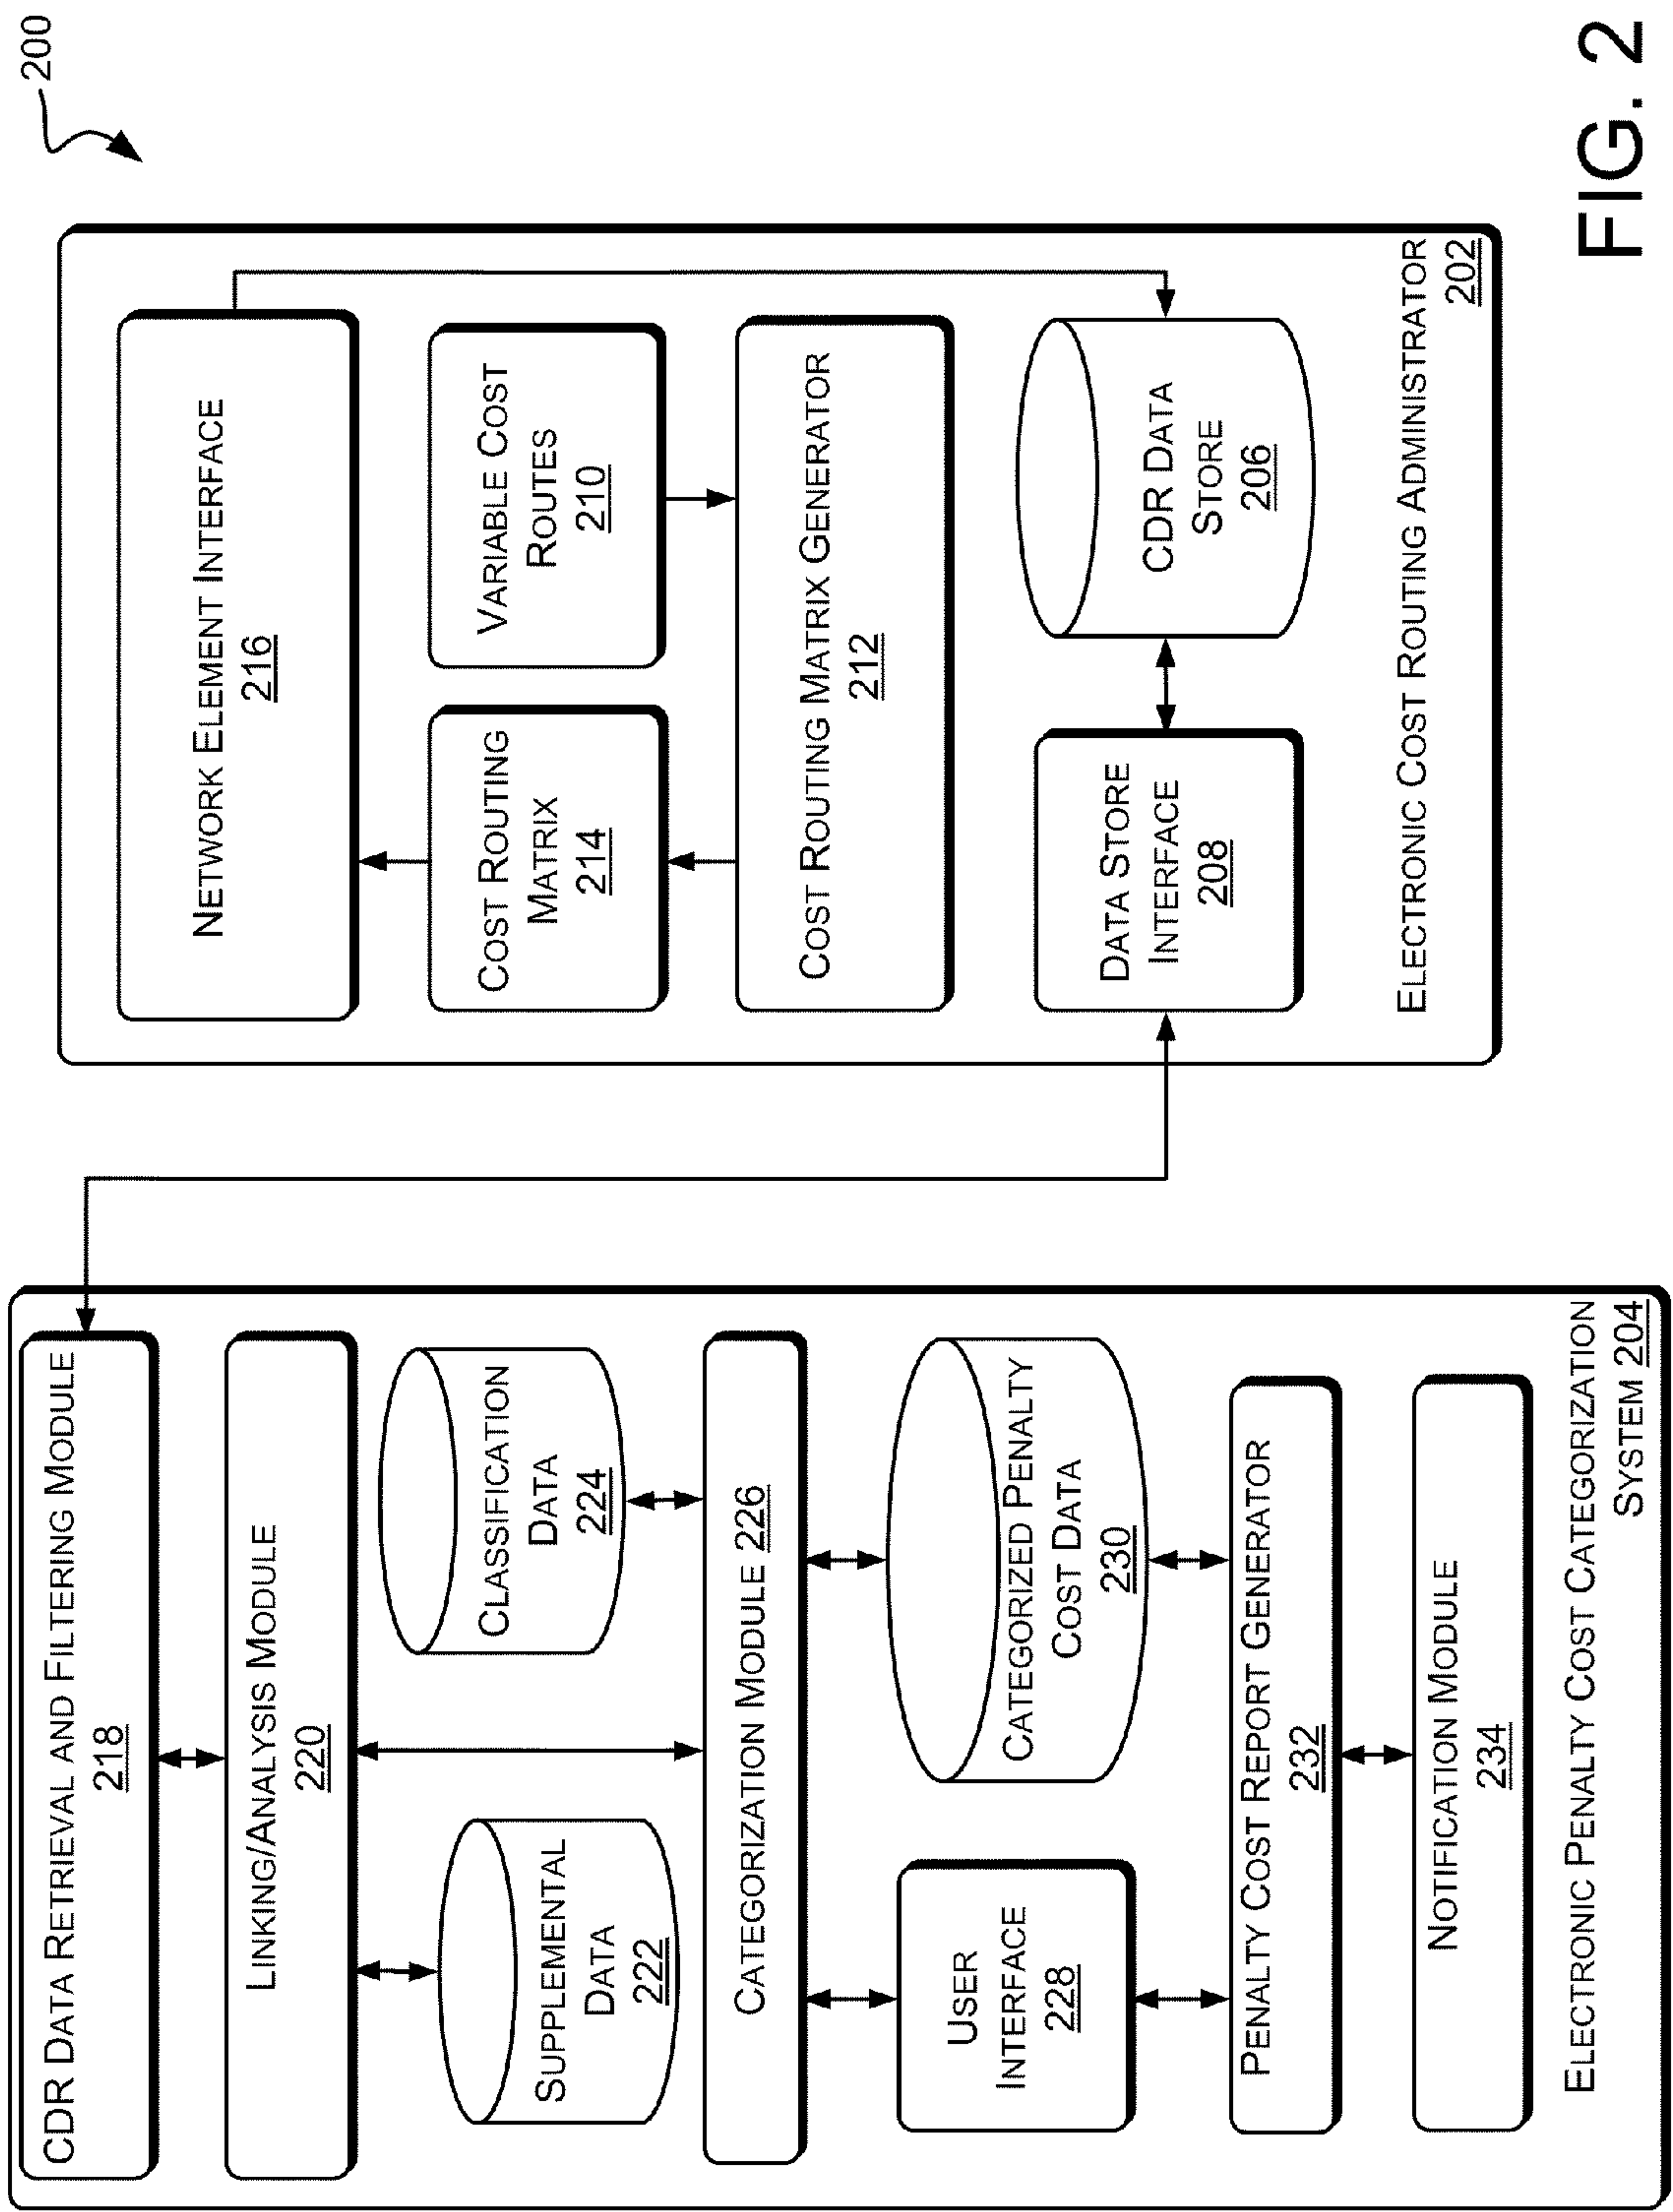 200
CDR DATA RETRIEVAL AND FILTERING MODULE
218
LINKING/ANALYSIS MODULE
220
SUPPLEMENTAL
DATA
222
CLASSIFICATION
DATA
224
CATEGORIZATION MODULE 226
USER
INTERFACE
228
CATEGORIZED PENALTY
COST DATA
230
PENALTY COST REPORT GENERATOR
232
NOTIFICATION MODULE
234
ELECTRONIC PENALTY COST CATEGORIZATION
SYSTEM 204
NETWORK ELEMENT INTERFACE
216
COST ROUTING
MATRIX
214
VARIABLE COST
ROUTES
210
COST ROUTING MATRIX GENERATOR
212
DATA STORE
INTERFACE
208
CDR DATA
STORE
206
ELECTRONIC COST ROUTING ADMINISTRATOR
202
FIG. 2